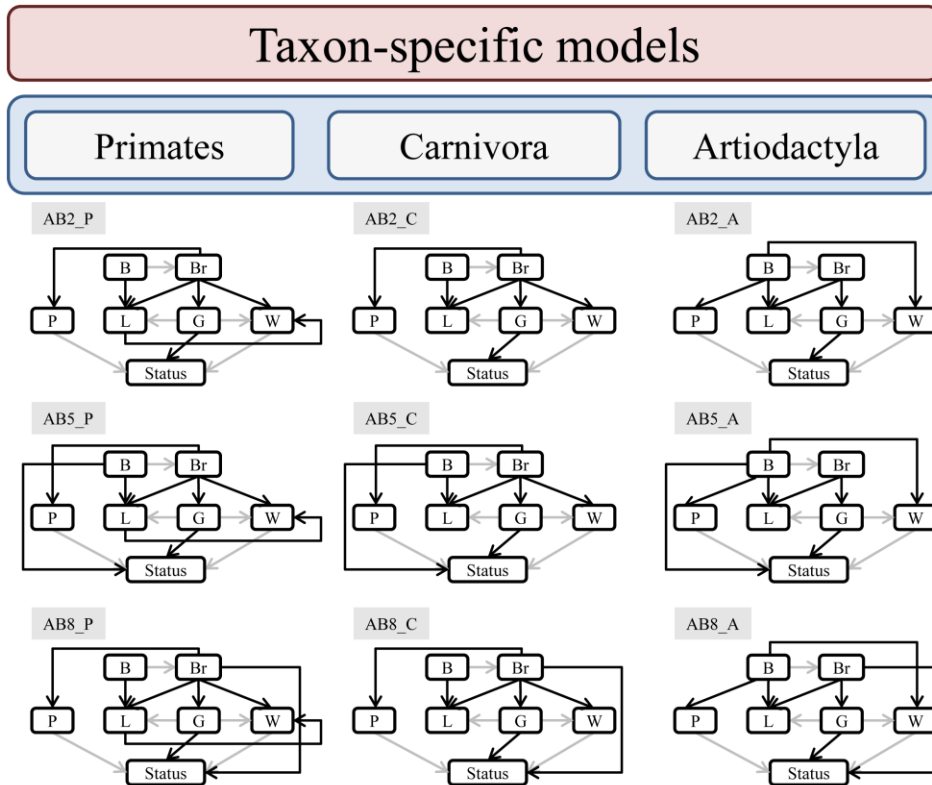 Taxon-specific models
Primates Carnivora Artiodactyla
AB2_P AB2_C AB2_A
B Br B Br B Br
P L G W P L G W P L G W
Status Status Status
AB5_P AB5_C AB5_A
B Br B Br B Br
P L G W P L G W P L G W
Status Status Status
AB8_P AB8_C AB8_A
B Br B Br B Br
P L G W P L G W P L G W
Status Status Status